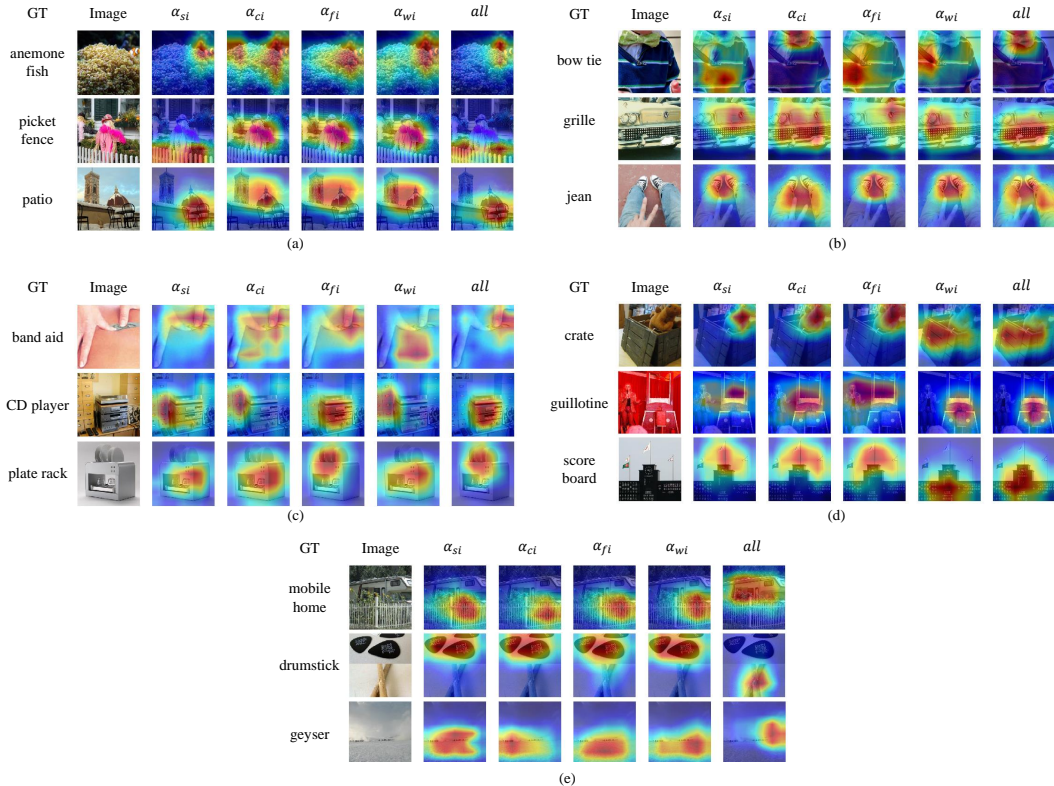 GT Image α_si α_ci α_fi α_wi all
anemone
fish
picket
fence
patio
(a)
GT Image α_si α_ci α_fi α_wi all
bow tie
grille
jean
(b)
GT Image α_si α_ci α_fi α_wi all
band aid
CD player
plate rack
(c)
GT Image α_si α_ci α_fi α_wi all
crate
guillotine
score
board
(d)
GT Image α_si α_ci α_fi α_wi all
mobile
home
drumstick
geyser
(e)